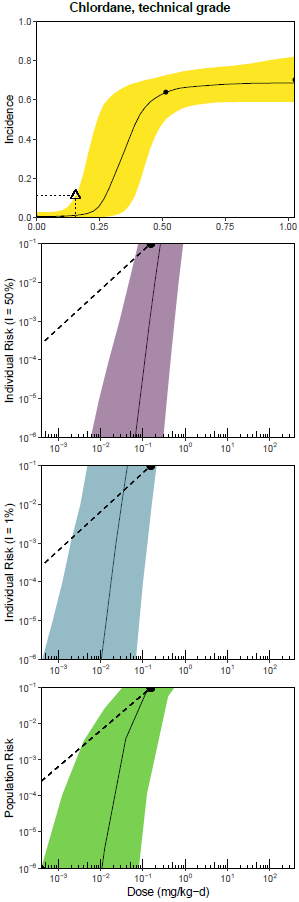 Chlordane, technical grade
Incidence
1.0
0.8
0.6
0.4
0.2
0.0
0.00 0.25 0.50 0.75 1.00
Individual Risk (I = 50%)
10⁻¹
10⁻²
10⁻³
10⁻⁴
10⁻⁵
10⁻⁶
10⁻³ 10⁻² 10⁻¹ 10⁰ 10¹ 10²
Individual Risk (I = 1%)
10⁻¹
10⁻²
10⁻³
10⁻⁴
10⁻⁵
10⁻⁶
10⁻³ 10⁻² 10⁻¹ 10⁰ 10¹ 10²
Population Risk
10⁻¹
10⁻²
10⁻³
10⁻⁴
10⁻⁵
10⁻⁶
10⁻³ 10⁻² 10⁻¹ 10⁰ 10¹ 10²
Dose (mg/kg−d)